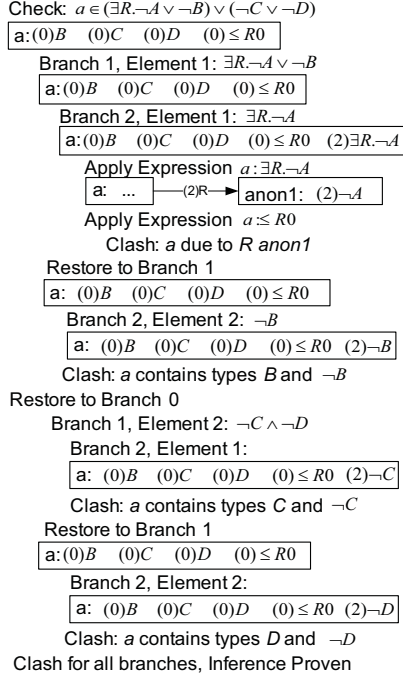 Check: a ∈ (∃R.¬A ∨ ¬B) ∨ (¬C ∨ ¬D)
a:(0)B (0)C (0)D (0)≤R0
Branch 1, Element 1: ∃R.¬A ∨ ¬B
a:(0)B (0)C (0)D (0)≤R0
Branch 2, Element 1: ∃R.¬A
a:(0)B (0)C (0)D (0)≤R0 (2)∃R.¬A
Apply Expression a:∃R.¬A
a: ... (2)R anon1: (2)¬A
Apply Expression a:≤R0
Clash: a due to R anon1
Restore to Branch 1
a: (0)B (0)C (0)D (0)≤R0
Branch 2, Element 2: ¬B
a: (0)B (0)C (0)D (0)≤R0 (2)¬B
Clash: a contains types B and ¬B
Restore to Branch 0
Branch 1, Element 2: ¬C ∧ ¬D
Branch 2, Element 1:
a: (0)B (0)C (0)D (0)≤R0 (2)¬C
Clash: a contains types C and ¬C
Restore to Branch 1
a:(0)B (0)C (0)D (0)≤R0
Branch 2, Element 2:
a: (0)B (0)C (0)D (0)≤R0 (2)¬D
Clash: a contains types D and ¬D
Clash for all branches, Inference Proven